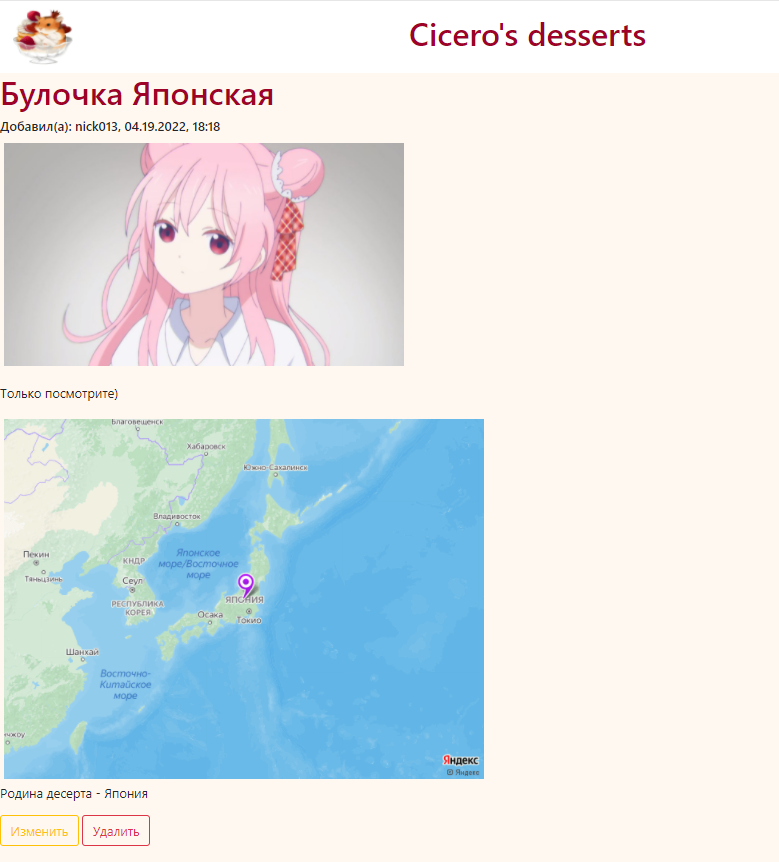 Cicero's desserts
Булочка Японская
Добавил(а): nick013, 04.19.2022, 18:18
Только посмотрите)
Благовещенск
Хабаровск
Южно-Сахалинск
Владивосток
Японское
море/Восточное
море
Пекин
КНДР
Тяньцзинь
Сеул
РЕСПУБЛИКА
КОРЕЯ
ЯПОНИЯ
Осака
Токио
Шанхай
Восточно-
Китайское
море
нчжоу
Яндекс
© Яндекс
Родина десерта - Япония
Изменить Удалить